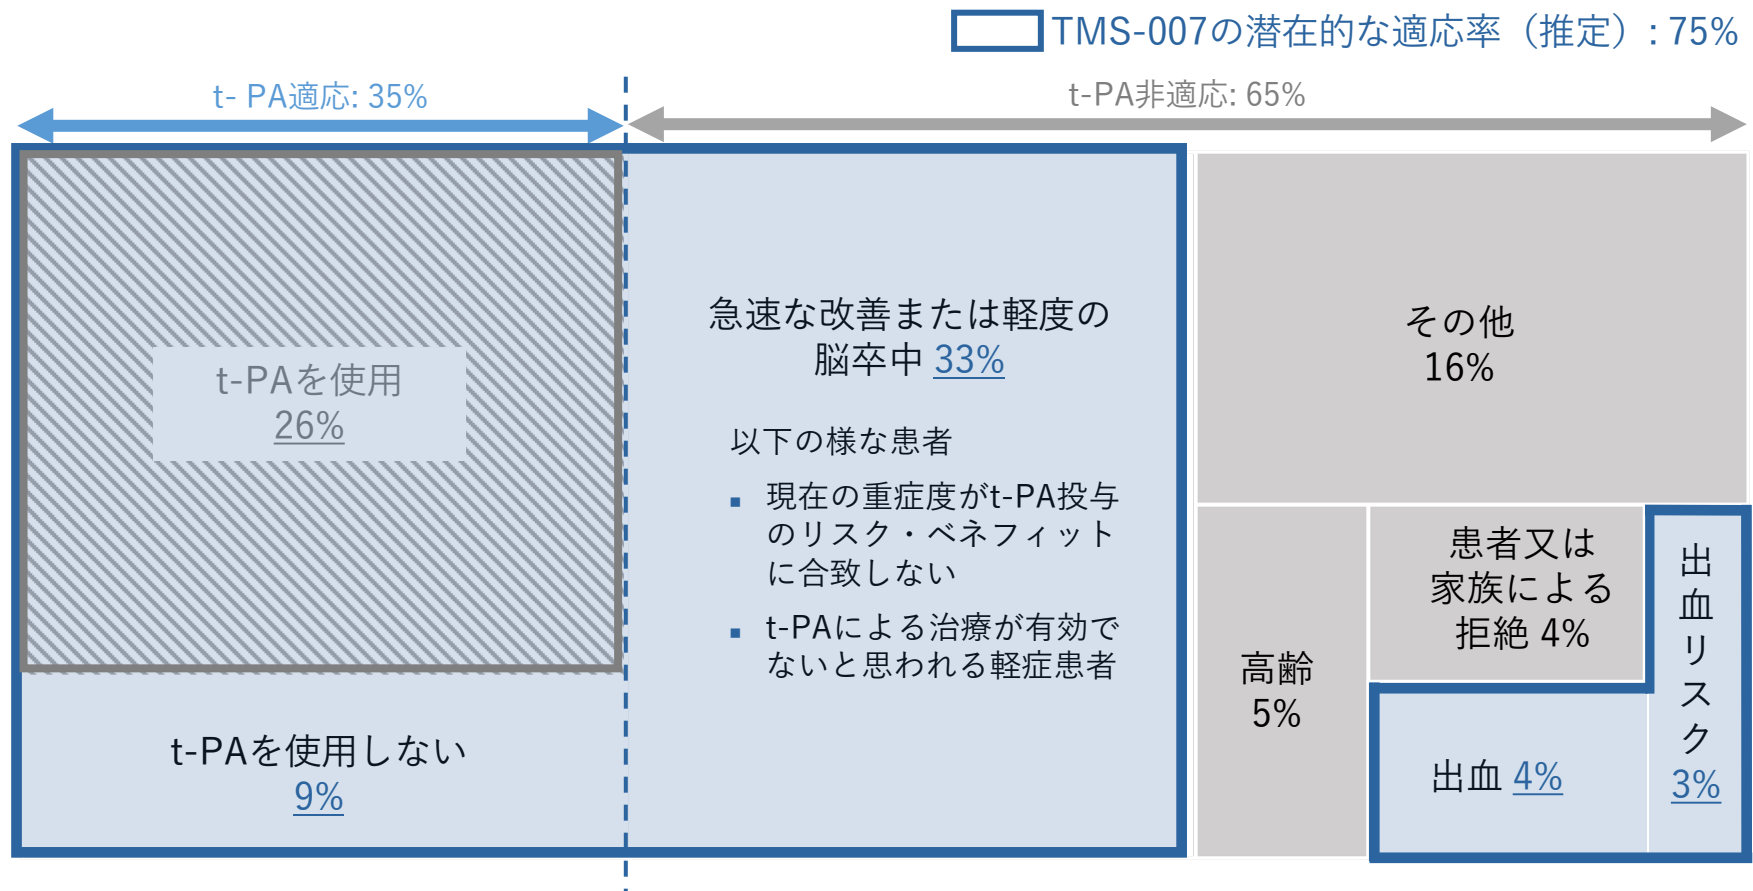 TMS-007の潜在的な適応率（推定）: 75%
t- PA適応: 35%
t-PA非適応: 65%
t-PAを使用
26%
t-PAを使用しない
9%
急速な改善または軽度の
脳卒中 33%
以下の様な患者
▪ 現在の重症度がt-PA投与
のリスク・ベネフィット
に合致しない
▪ t-PAによる治療が有効で
ないと思われる軽症患者
その他
16%
高齢
5%
患者又は
家族による
拒絶 4%
出血 4%
出血リスク
3%